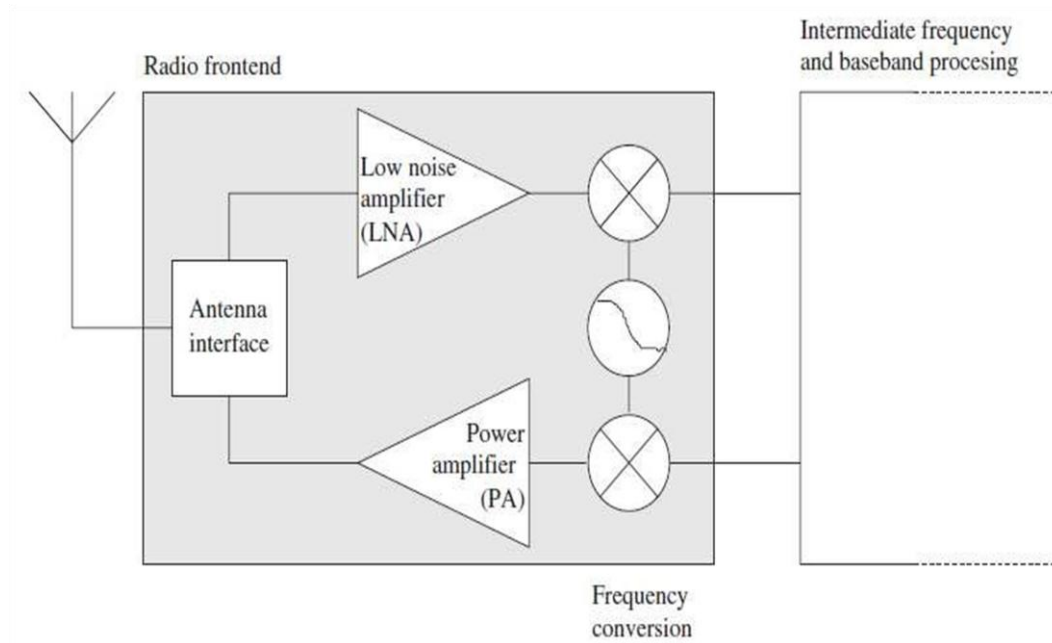 Intermediate frequency
and baseband procesing
Radio frontend
Low noise
amplifier
(LNA)
Antenna
interface
Power
amplifier
(PA)
Frequency
conversion